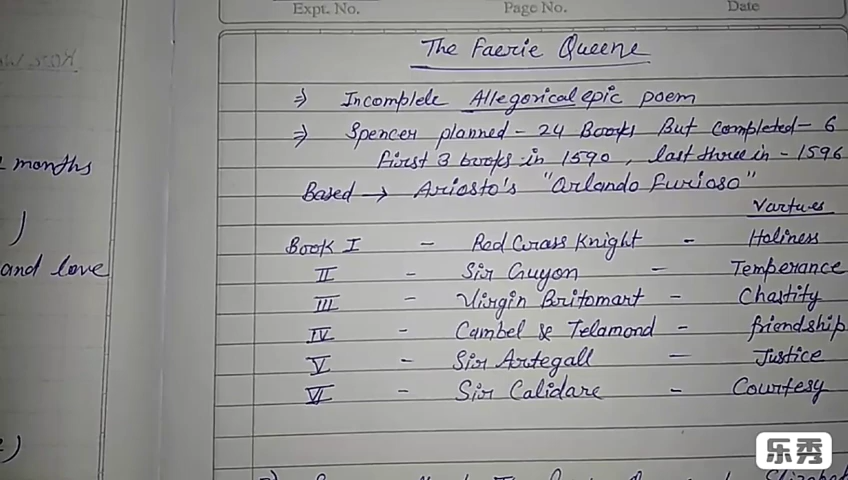 Expt. No.
Page No.
Date
The Faerie Queene
⇒ Incomplete Allegorical epic poem
⇒ Spencer planned - 24 Books But completed - 6
first 3 books in 1590, last three in - 1596
Based → Ariosto's "Orlando Furioso"
Vartues
Book I - Red Cross Knight - Holiness
II - Sir Guyon - Temperance
III - Virgin Britomart - Chastity
IV - Cambel & Telamond - friendship
V - Sir Artegall - Justice
VI - Sir Calidare - Courtesy
months
)
and love
乐秀